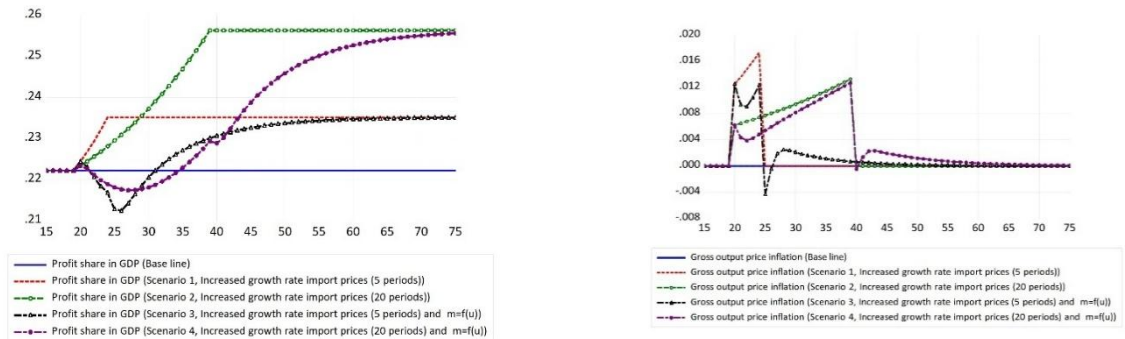 .26
.25
.24
.23
.22
.21
15 20 25 30 35 40 45 50 55 60 65 70 75
Profit share in GDP (Base line)
Profit share in GDP (Scenario 1, Increased growth rate import prices (5 periods))
Profit share in GDP (Scenario 2, Increased growth rate import prices (20 periods))
Profit share in GDP (Scenario 3, Increased growth rate import prices (5 periods) and m=f(u))
Profit share in GDP (Scenario 4, Increased growth rate import prices (20 periods) and m=f(u))
.020
.016
.012
.008
.004
.000
-.004
-.008
15 20 25 30 35 40 45 50 55 60 65 70 75
Gross output price inflation (Base line)
Gross output price inflation (Scenario 1, Increased growth rate import prices (5 periods))
Gross output price inflation (Scenario 2, Increased growth rate import prices (20 periods))
Gross output price inflation (Scenario 3, Increased growth rate import prices (5 periods) and m=f(u))
Gross output price inflation (Scenario 4, Increased growth rate import prices (20 periods) and m=f(u))